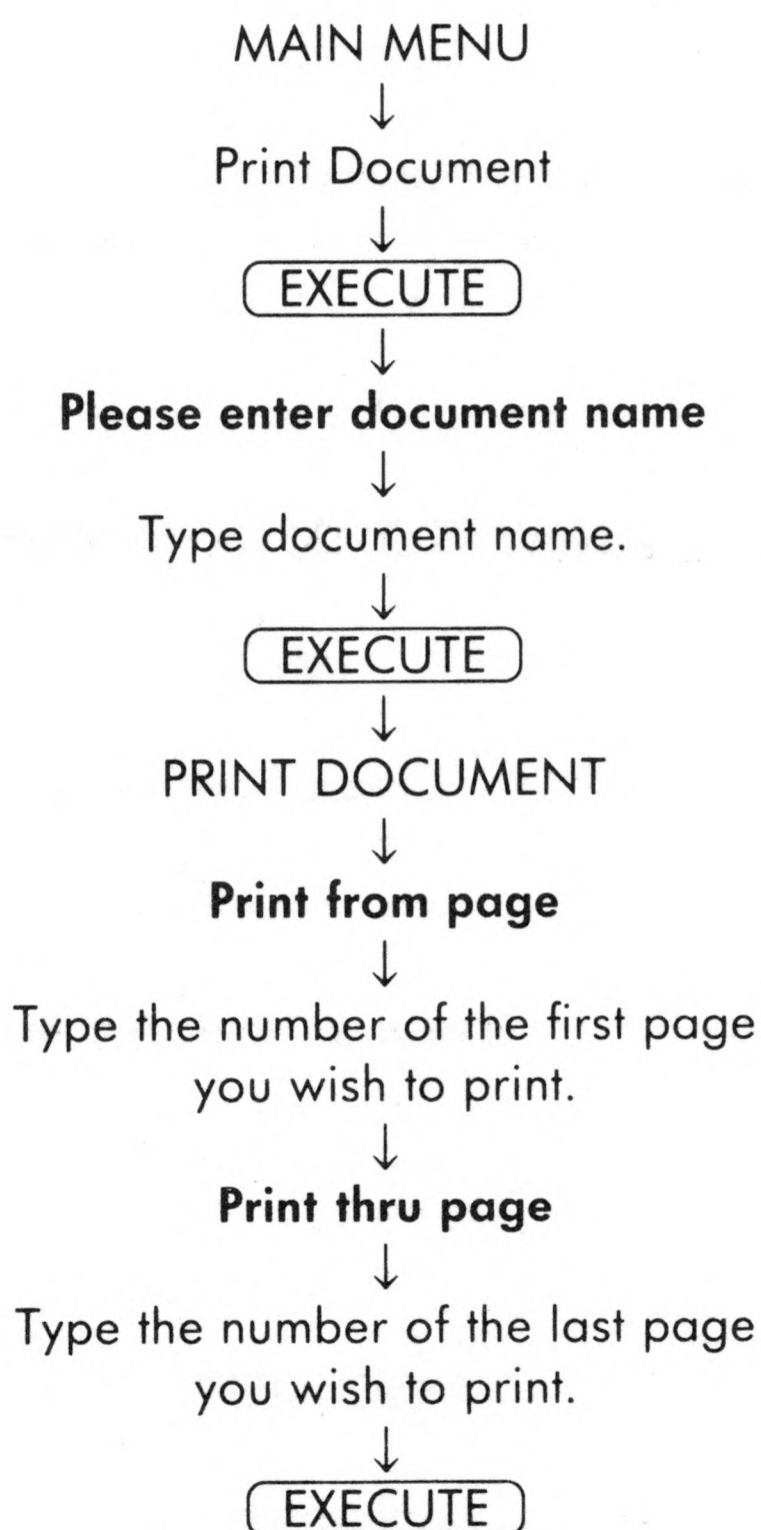 MAIN MENU
↓
Print Document
↓
EXECUTE
↓
Please enter document name
↓
Type document name.
↓
EXECUTE
↓
PRINT DOCUMENT
↓
Print from page
↓
Type the number of the first page
you wish to print.
↓
Print thru page
↓
Type the number of the last page
you wish to print.
↓
EXECUTE